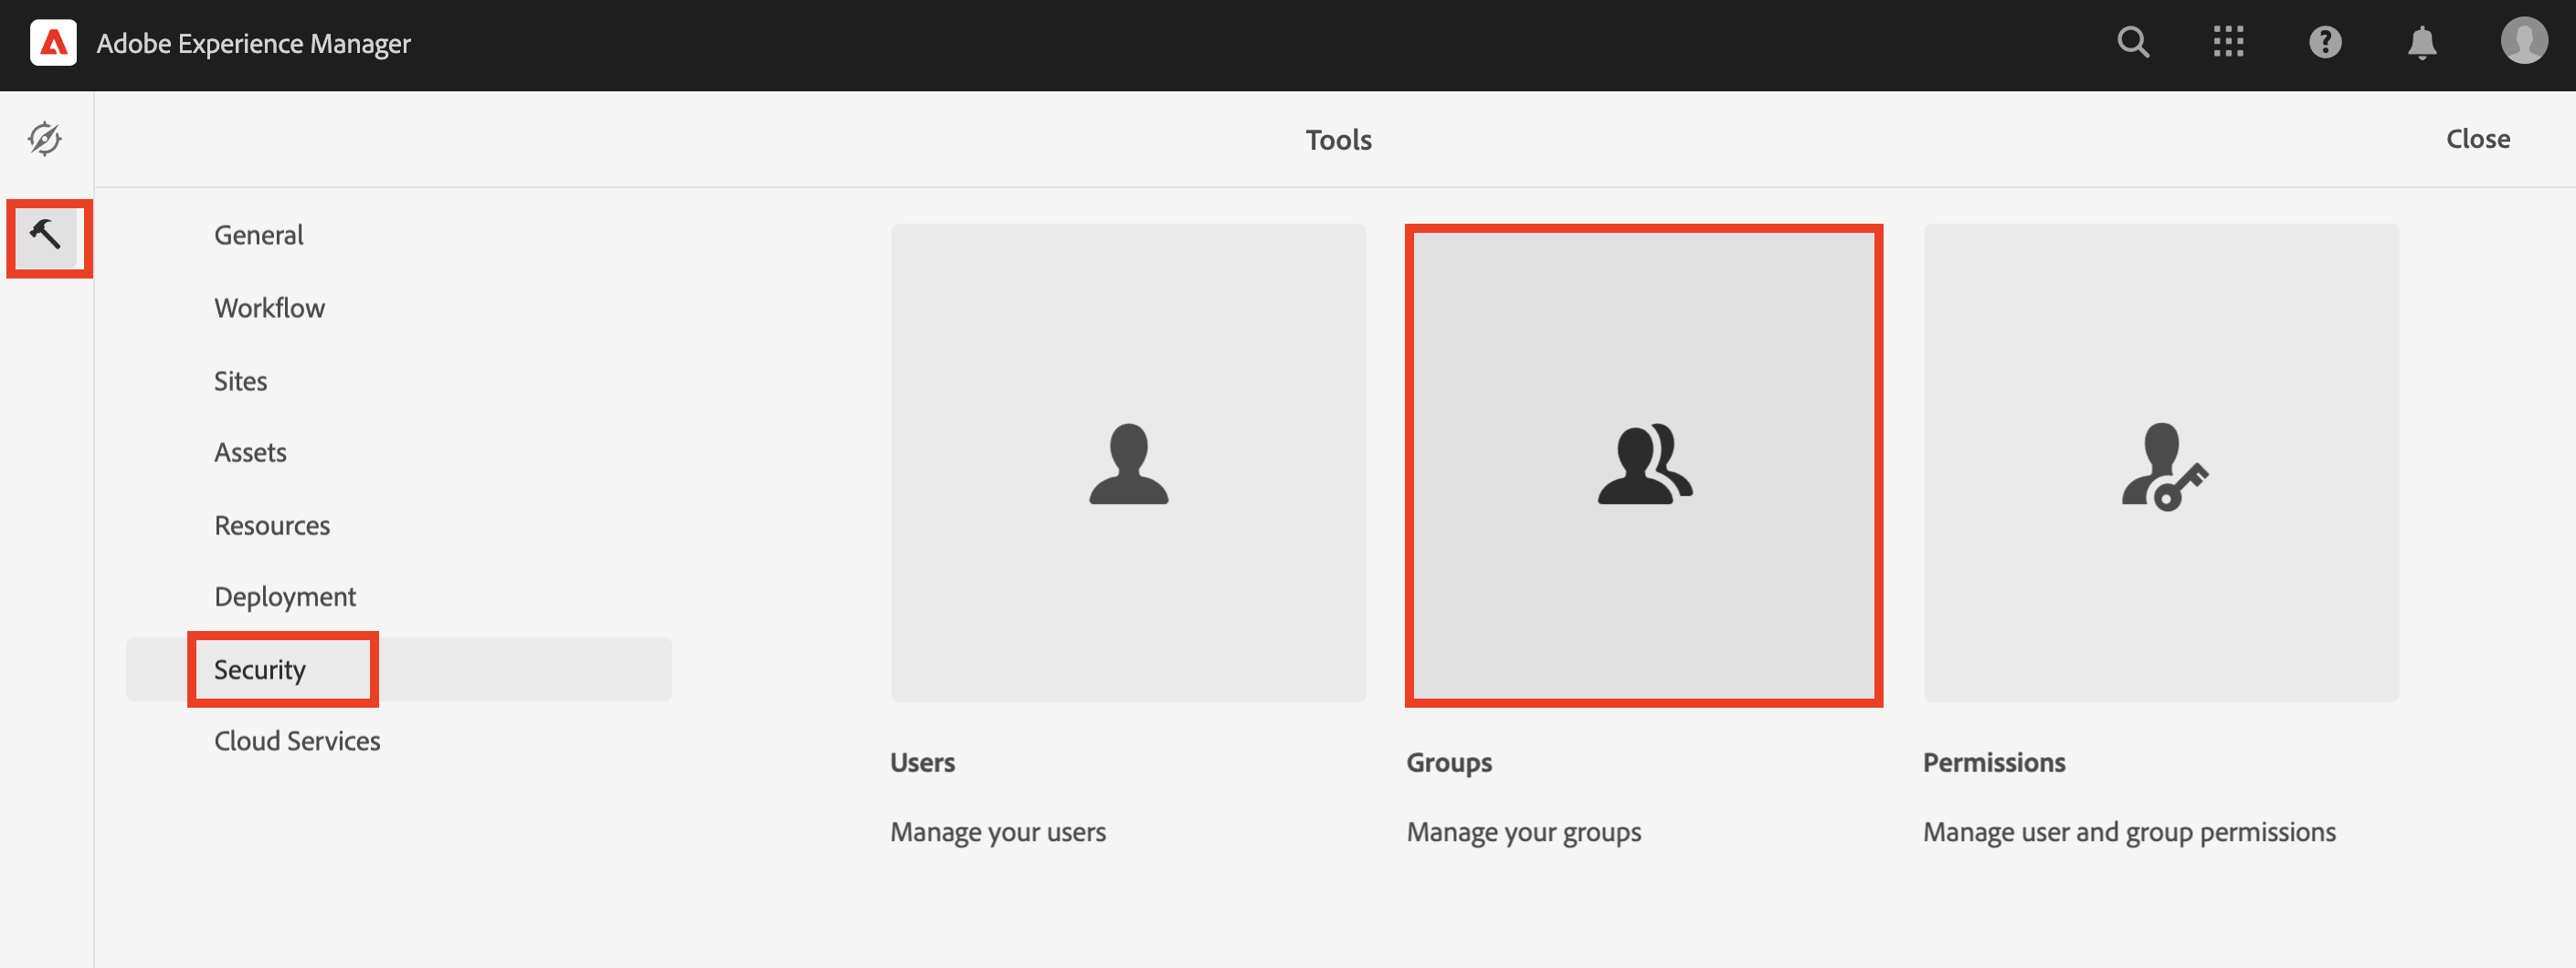 Adobe Experience Manager
Tools
Close
General
Workflow
Sites
Assets
Resources
Deployment
Security
Cloud Services
Users
Manage your users
Groups
Manage your groups
Permissions
Manage user and group permissions